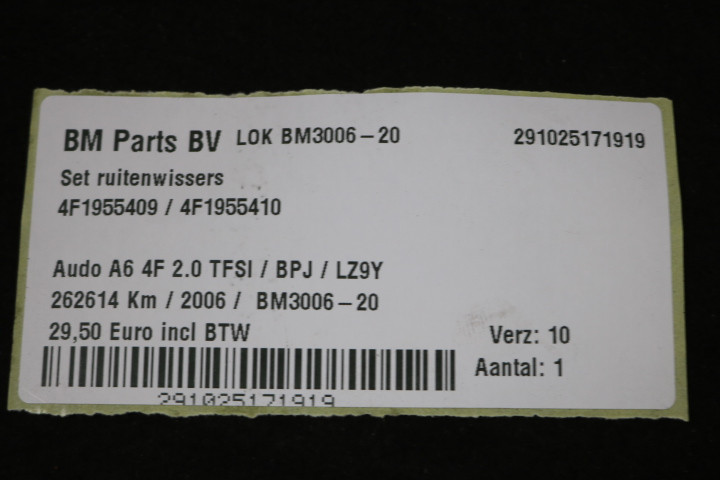 BM Parts BV LOK BM3006-20 291025171919
Set ruitenwissers
4F1955409 / 4F1955410
Audo A6 4F 2.0 TFSI / BPJ / LZ9Y
262614 Km / 2006 / BM3006-20
29,50 Euro incl BTW Verz: 10
Aantal: 1
291025171919